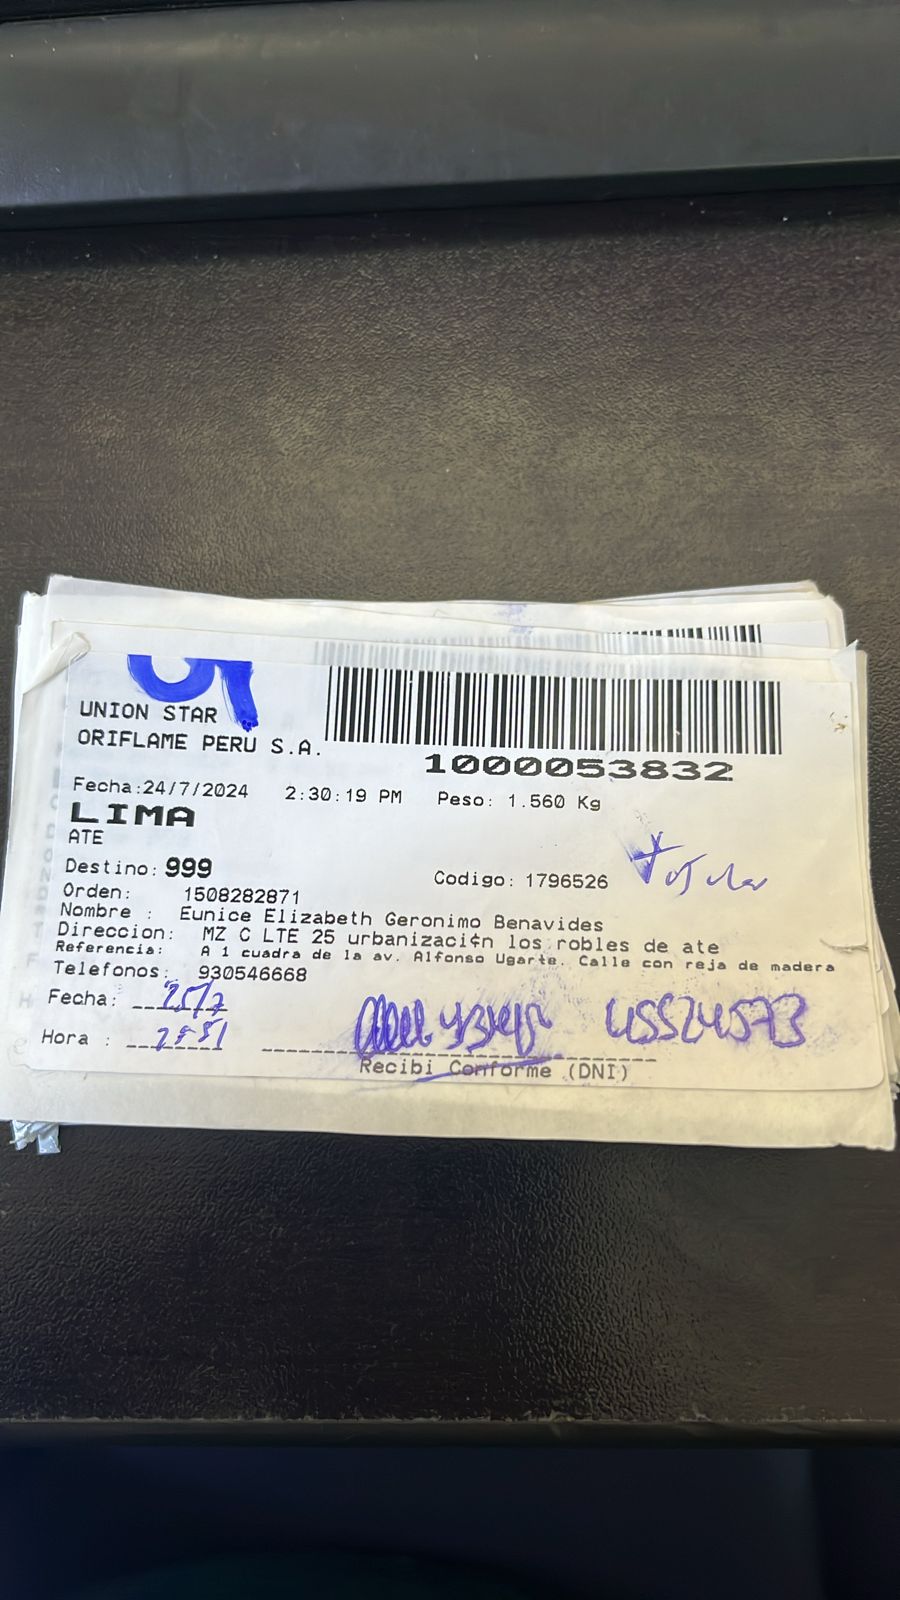 UNION STAR
ORIFLAME PERU S.A.
1000053832
Fecha:24/7/2024 2:30:19 PM Peso: 1.560 Kg
LIMA
ATE
Destino: 999 Codigo: 1796526
Orden: 1508282871
Nombre : Eunice Elizabeth Geronimo Benavides
Direccion: MZ C LTE 25 urbanizaci¢n los robles de ate
Referencia: A 1 cuadra de la av. Alfonso Ugarte. Calle con reja de madera
Telefonos: 930546668
Fecha: 25/7
Hora :
Recibi Conforme (DNI)